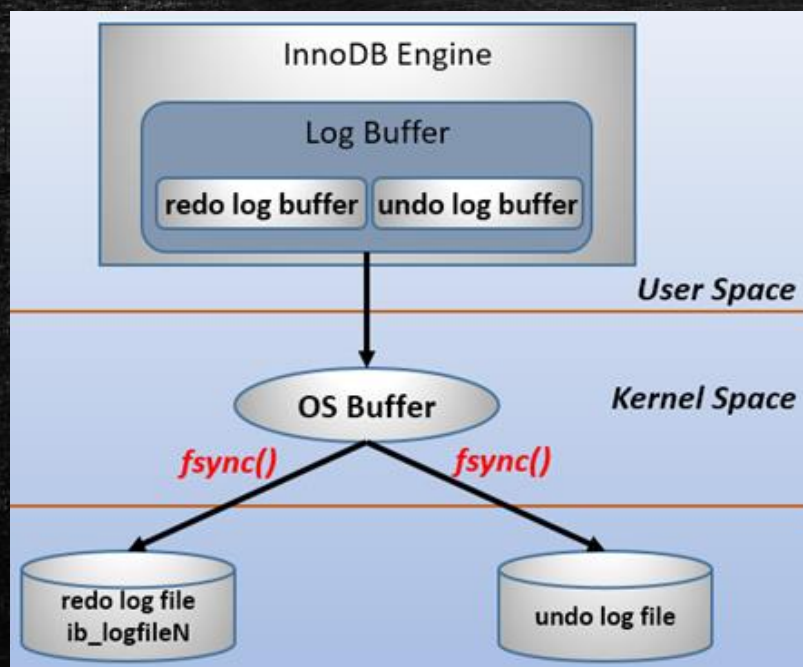 InnoDB Engine
Log Buffer
redo log buffer
undo log buffer
User Space
OS Buffer
Kernel Space
fsync()
fsync()
redo log file
ib_logfileN
undo log file